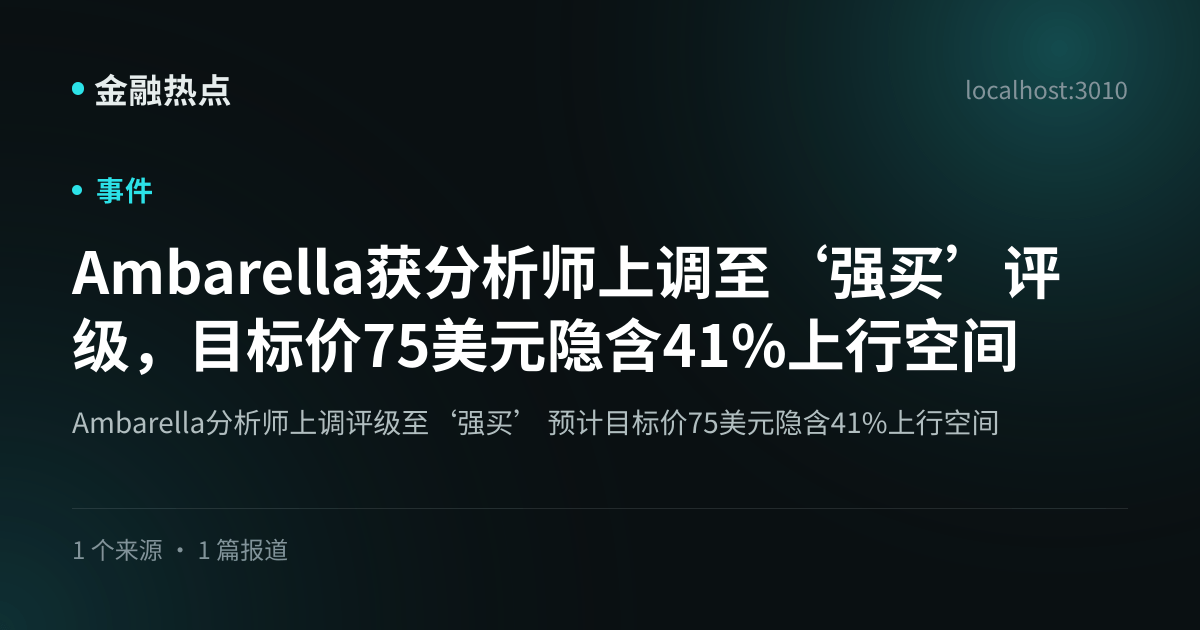 金融热点
localhost:3010
事件
Ambarella获分析师上调至‘强买’评
级，目标价75美元隐含41%上行空间
Ambarella分析师上调评级至‘强买’ 预计目标价75美元隐含41%上行空间
1 个来源 · 1 篇报道